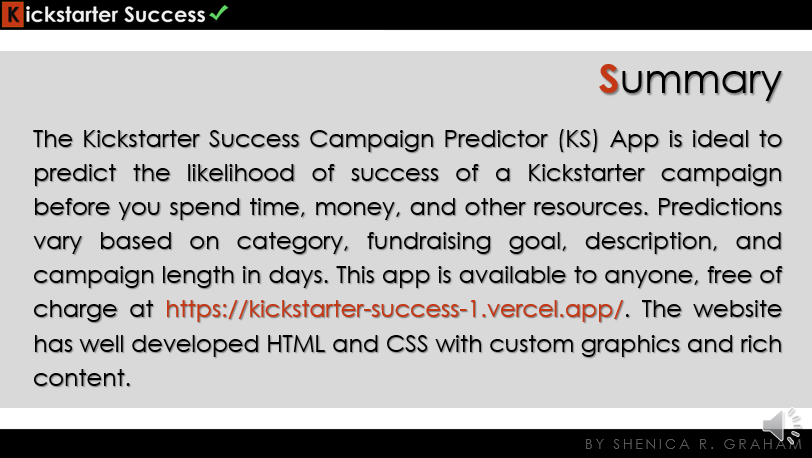 Kickstarter Success
Summary
The Kickstarter Success Campaign Predictor (KS) App is ideal to
predict the likelihood of success of a Kickstarter campaign
before you spend time, money, and other resources. Predictions
vary based on category, fundraising goal, description, and
campaign length in days. This app is available to anyone, free of
charge at https://kickstarter-success-1.vercel.app/. The website
has well developed HTML and CSS with custom graphics and rich
content.
BY SHENICA R. GRAHAM